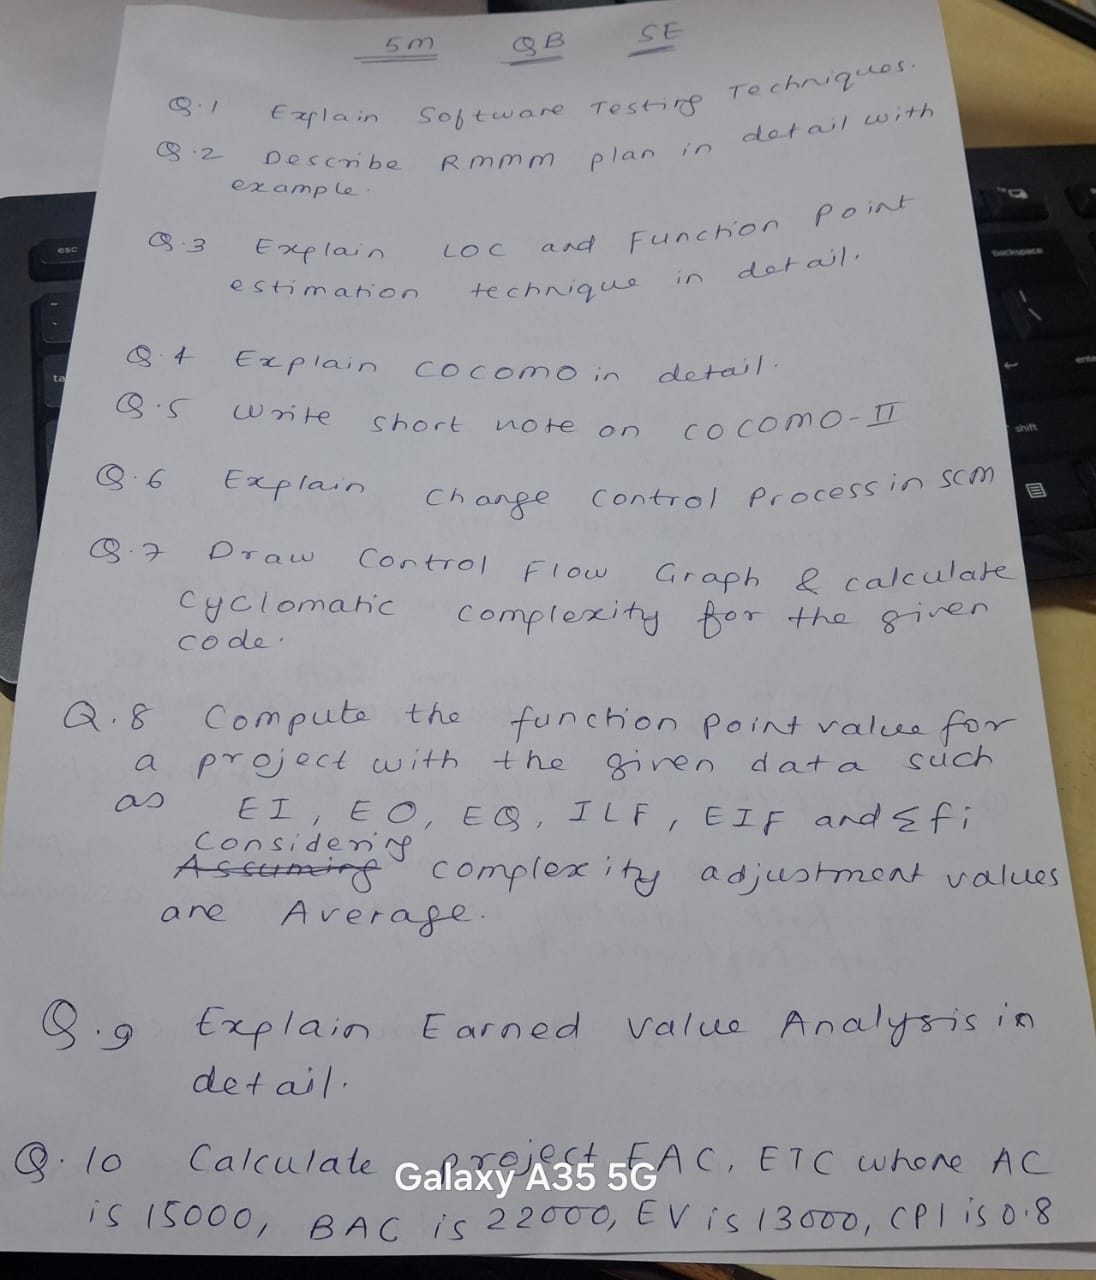 5m QB SE
Q.1 Explain Software Testing Techniques.
Q.2 Describe RMMM plan in detail with
example.
Q.3 Explain LOC and Function Point
estimation technique in detail.
Q.4 Explain COCOMO in detail.
Q.5 Write short note on COCOMO-II
Q.6 Explain Change Control Process in SCM
Q.7 Draw Control Flow Graph & calculate
Cyclomatic complexity for the given
code.
Q.8 Compute the function point value for
a project with the given data such
as EI, EO, EQ, ILF, EIF and Σfi
Considering
Assuming complexity adjustment values
are Average.
Q.9 Explain Earned value Analysis in
detail.
Q.10 Calculate project EAC, ETC where AC
Galaxy A35 5G
is 15000, BAC is 22000, EV is 13000, CPI is 0.8
esc
backspace
ta
enter
shift